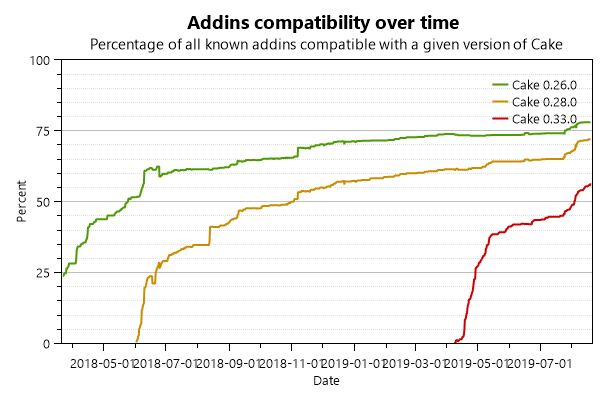 Addins compatibility over time
Percentage of all known addins compatible with a given version of Cake
100
Cake 0.26.0
Cake 0.28.0
Cake 0.33.0
75
50
25
0
Percent
2018-05-01 2018-07-01 2018-09-01 2018-11-01 2019-01-01 2019-03-01 2019-05-01 2019-07-01
Date